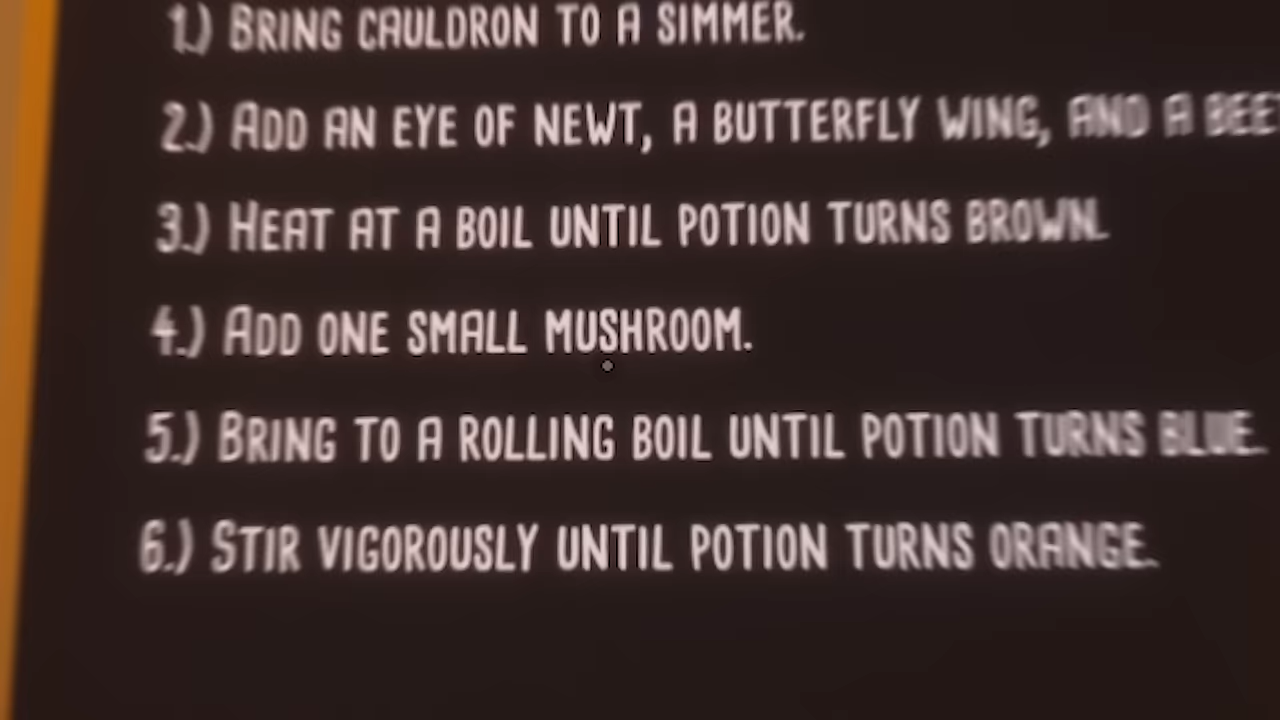 1.) BRING CAULDRON TO A SIMMER.
2.) ADD AN EYE OF NEWT, A BUTTERFLY WING, AND A
3.) HEAT AT A BOIL UNTIL POTION TURNS BROWN.
4.) ADD ONE SMALL MUSHROOM.
5.) BRING TO A ROLLING BOIL UNTIL POTION TURNS BLUE.
6.) STIR VIGOROUSLY UNTIL POTION TURNS ORANGE.